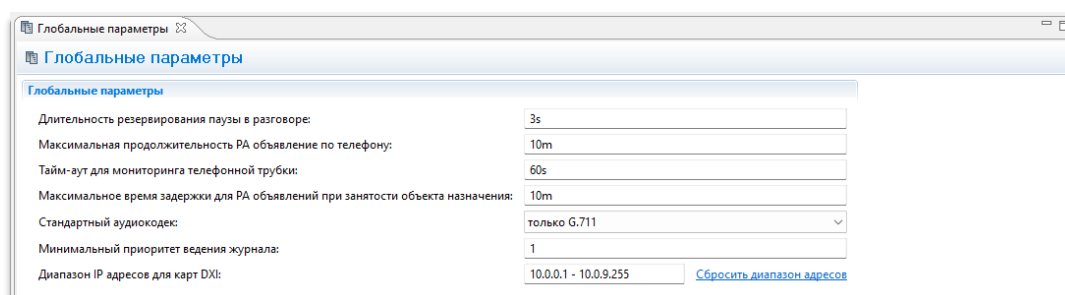 Глобальные параметры
Глобальные параметры
Глобальные параметры
Длительность резервирования паузы в разговоре: 3s
Максимальная продолжительность PA объявление по телефону: 10m
Тайм-аут для мониторинга телефонной трубки: 60s
Максимальное время задержки для PA объявлений при занятости объекта назначения: 10m
Стандартный аудиокодек: только G.711
Минимальный приоритет ведения журнала: 1
Диапазон IP адресов для карт DXI: 10.0.0.1 - 10.0.9.255 Сбросить диапазон адресов